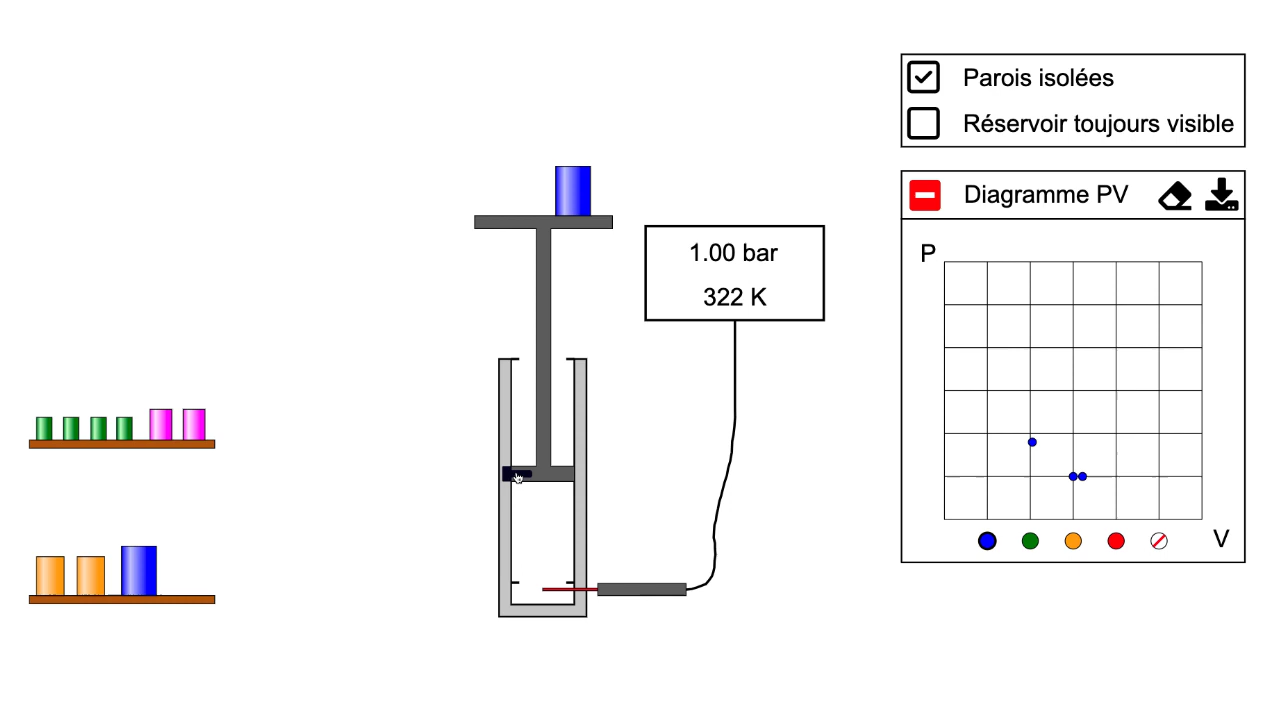 Parois isolées
Réservoir toujours visible
Diagramme PV
1.00 bar
322 K
P
V